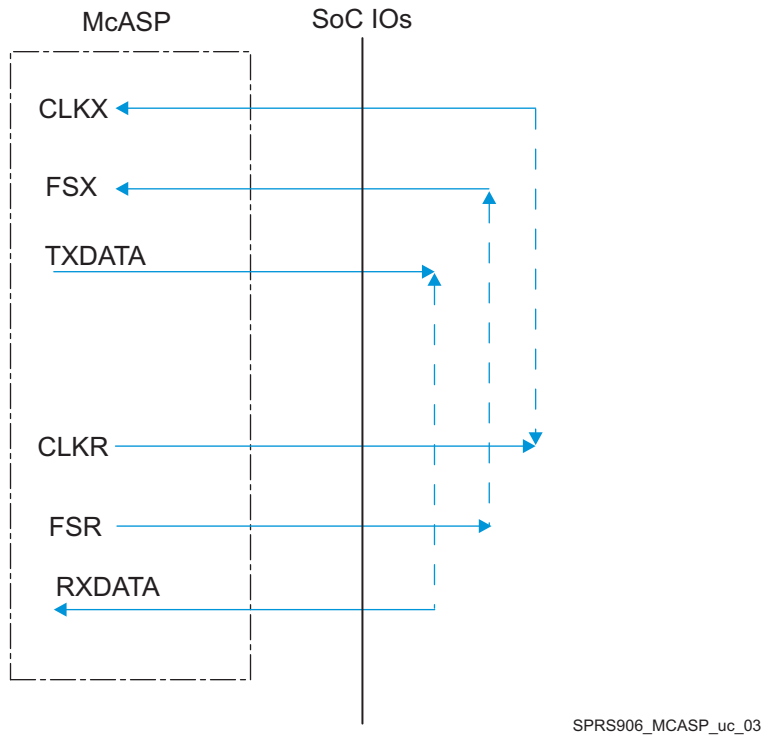 McASP
SoC IOs
CLKX
FSX
TXDATA
CLKR
FSR
RXDATA
SPRS906_MCASP_uc_03